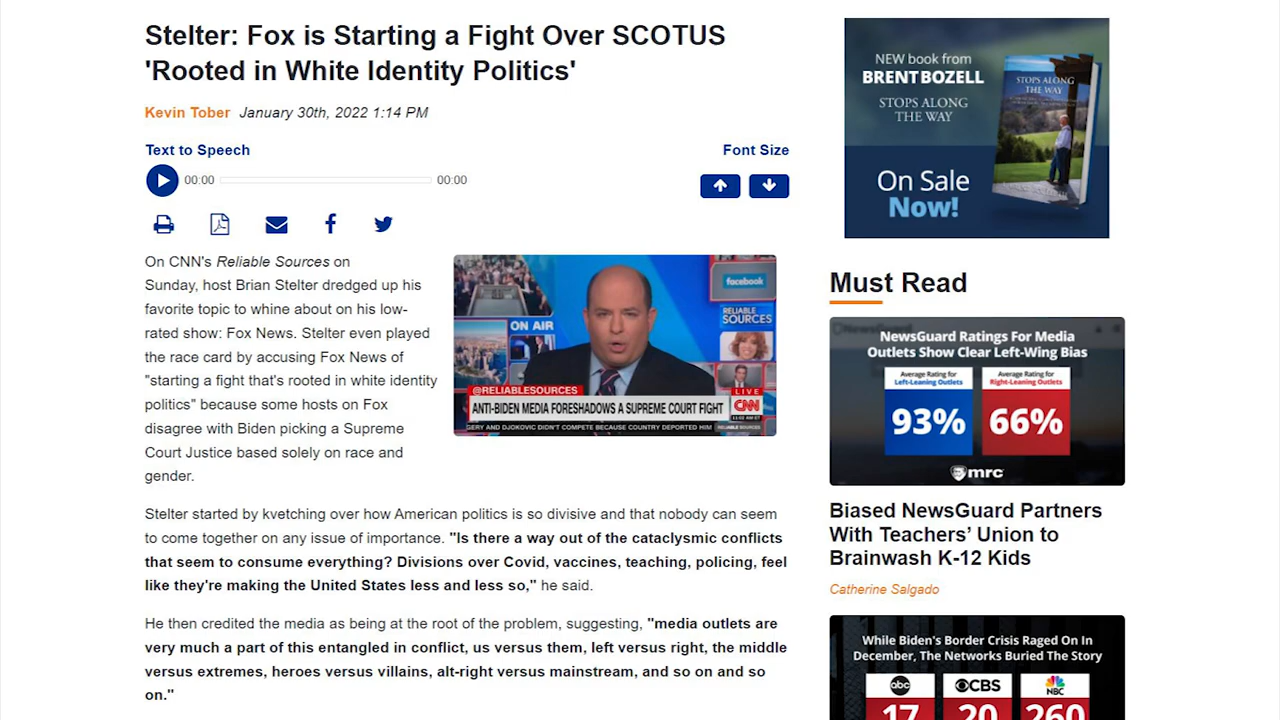 Stelter: Fox is Starting a Fight Over SCOTUS
'Rooted in White Identity Politics'
Kevin Tober January 30th, 2022 1:14 PM
Text to Speech
Font Size
00:00
00:00
On CNN's Reliable Sources on
Sunday, host Brian Stelter dredged up his
favorite topic to whine about on his low-
rated show: Fox News. Stelter even played
the race card by accusing Fox News of
"starting a fight that's rooted in white identity
politics" because some hosts on Fox
disagree with Biden picking a Supreme
Court Justice based solely on race and
gender.
facebook
RELIABLE
SOURCES
ON AIR
@RELIABLESOURCES
LIVE
ANTI-BIDEN MEDIA FORESHADOWS A SUPREME COURT FIGHT
CNN
11:02 AM ET
GERY AND DJOKOVIC DIDN'T COMPETE BECAUSE COUNTRY DEPORTED HIM
RELIABLE SOURCES
Stelter started by kvetching over how American politics is so divisive and that nobody can seem
to come together on any issue of importance. "Is there a way out of the cataclysmic conflicts
that seem to consume everything? Divisions over Covid, vaccines, teaching, policing, feel
like they're making the United States less and less so," he said.
He then credited the media as being at the root of the problem, suggesting, "media outlets are
very much a part of this entangled in conflict, us versus them, left versus right, the middle
versus extremes, heroes versus villains, alt-right versus mainstream, and so on and so
on."
NEW book from
BRENT BOZELL
STOPS ALONG
THE WAY
On Sale
Now!
STOPS ALONG
THE WAY
Must Read
NewsGuard Ratings For Media
Outlets Show Clear Left-Wing Bias
Average Rating for
Left-Leaning Outlets
93%
Average Rating for
Right-Leaning Outlets
66%
mrc
Biased NewsGuard Partners
With Teachers’ Union to
Brainwash K-12 Kids
Catherine Salgado
While Biden's Border Crisis Raged On In
December, The Networks Buried The Story
abc
CBS
NBC
17
20
260